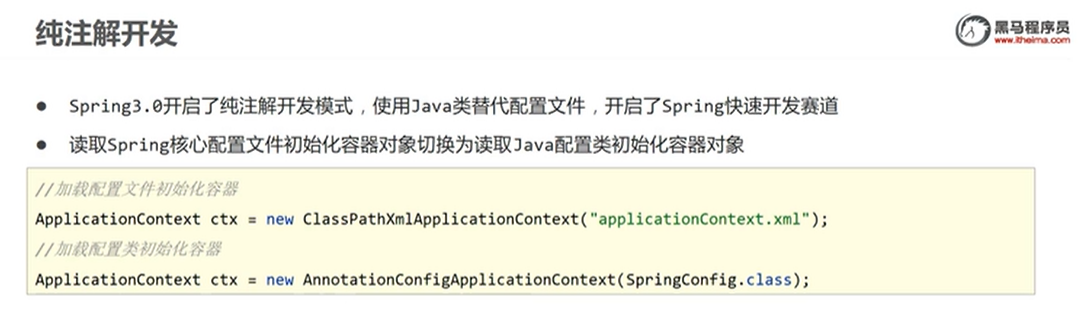 纯注解开发
黑马程序员
www.itheima.com
● Spring3.0开启了纯注解开发模式，使用Java类替代配置文件，开启了Spring快速开发赛道
● 读取Spring核心配置文件初始化容器对象切换为读取Java配置类初始化容器对象
//加载配置文件初始化容器
ApplicationContext ctx = new ClassPathXmlApplicationContext("applicationContext.xml");
//加载配置类初始化容器
ApplicationContext ctx = new AnnotationConfigApplicationContext(SpringConfig.class);